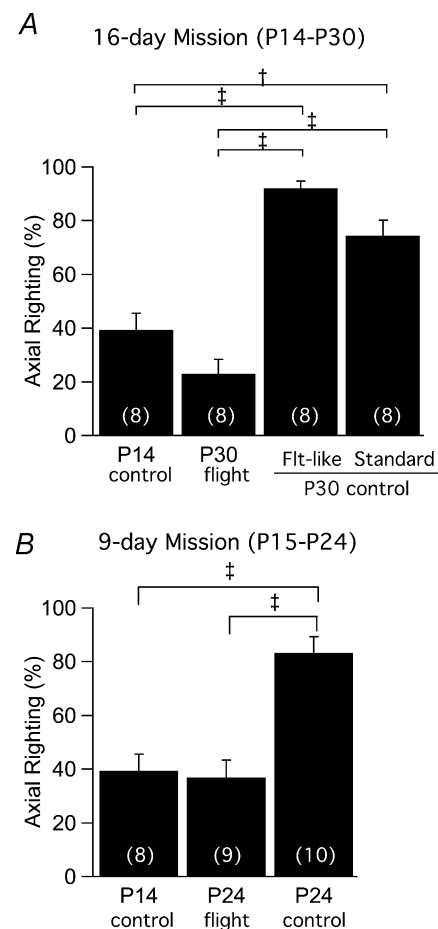 A
16-day Mission (P14-P30)
†
‡
‡
‡
100
80
60
40
20
0
Axial Righting (%)
(8) (8) (8) (8)
P14 control
P30 flight
Flt-like Standard
P30 control
B
9-day Mission (P15-P24)
‡
‡
100
80
60
40
20
0
Axial Righting (%)
(8) (9) (10)
P14 P24 P24
control flight control